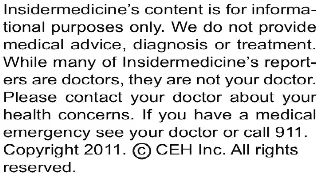 Insidermedicine's content is for informa-
tional purposes only. We do not provide
medical advice, diagnosis or treatment.
While many of Insidermedicine's report-
ers are doctors, they are not your doctor.
Please contact your doctor about your
health concerns. If you have a medical
emergency see your doctor or call 911.
Copyright 2011. © CEH Inc. All rights
reserved.